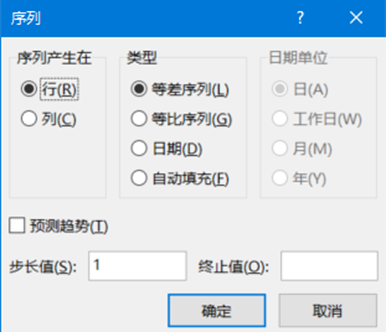 序列 ?
序列产生在
行(R)
列(C)
类型
等差序列(L)
等比序列(G)
日期(D)
自动填充(F)
日期单位
日(A)
工作日(W)
月(M)
年(Y)
预测趋势(T)
步长值(S): 1 终止值(O):
确定 取消